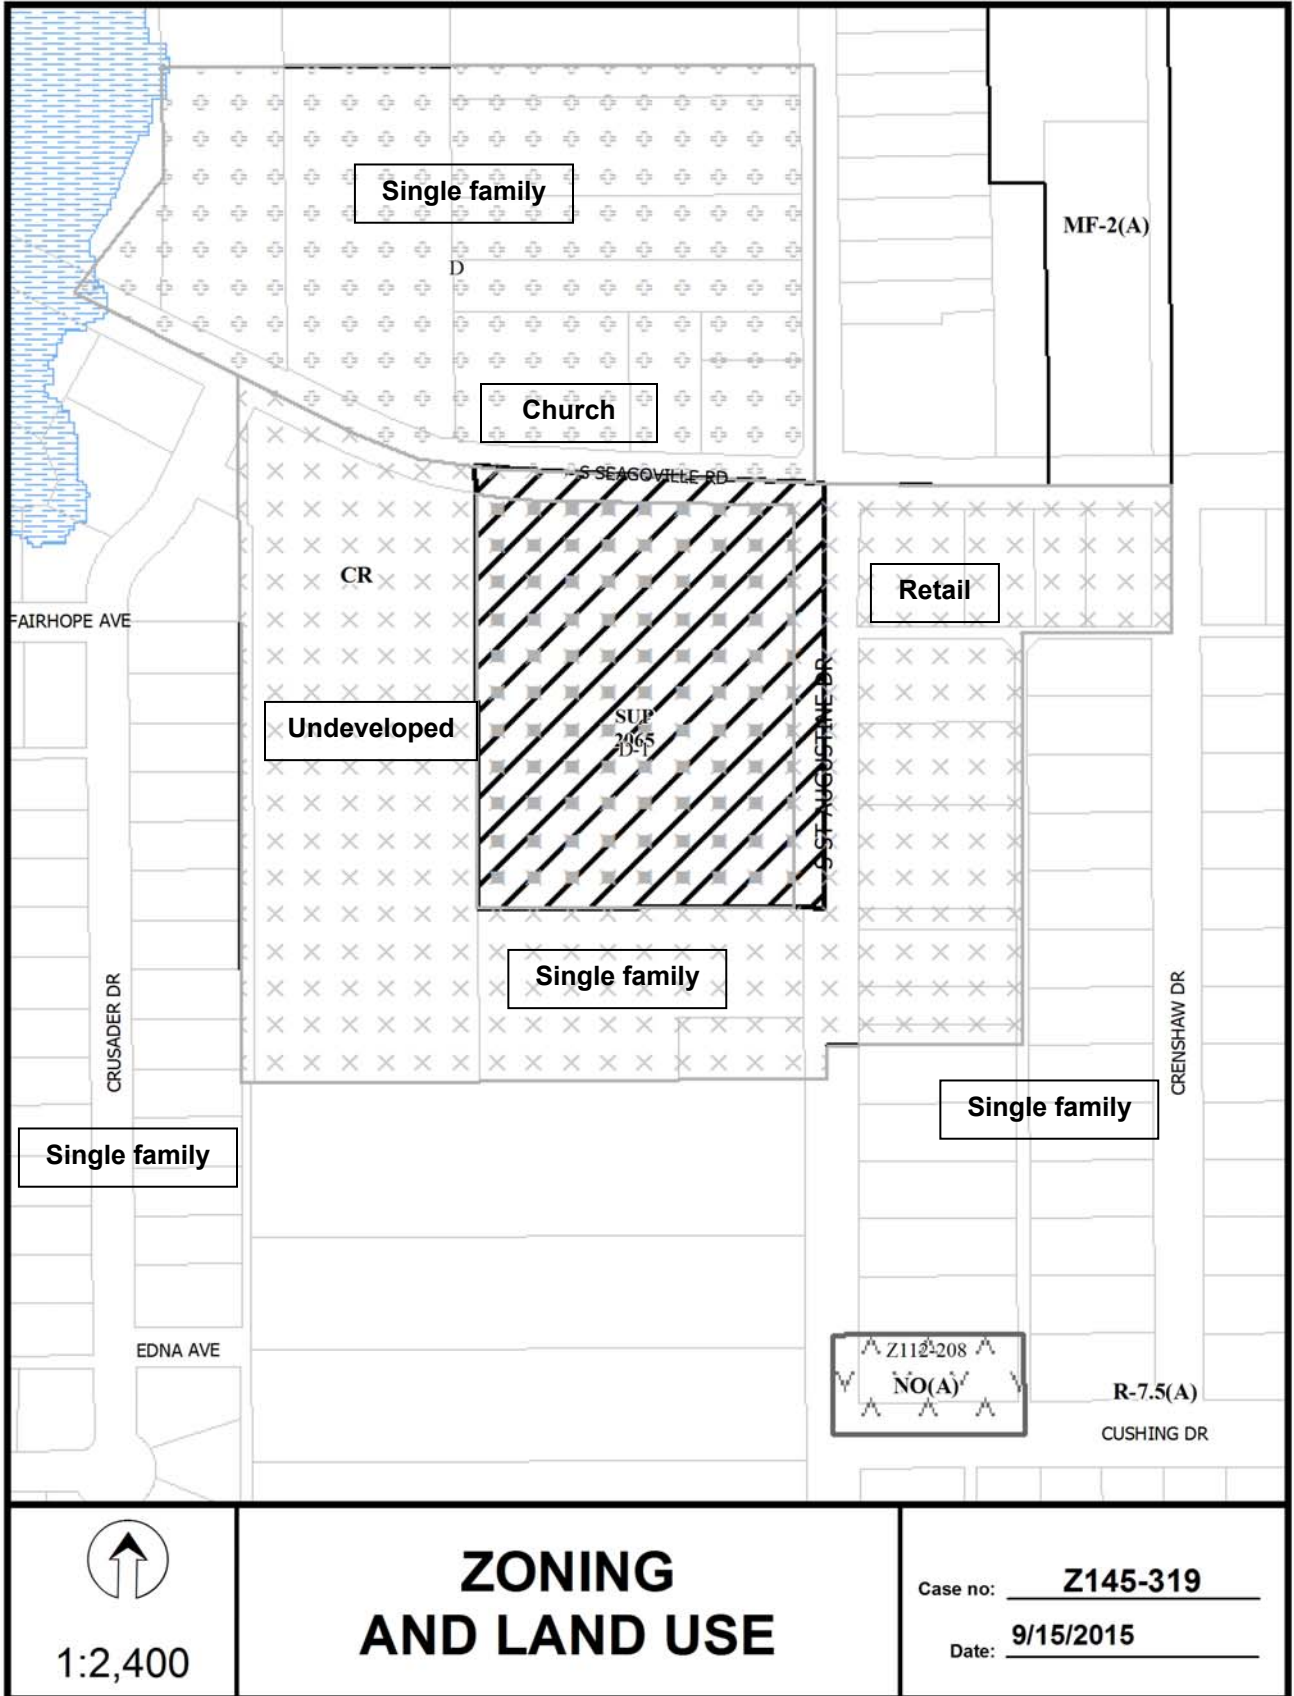 Single family
MF-2(A)
D
Church
S SEAGOVILLE RD
CR
Retail
FAIRHOPE AVE
SUP
2065
D-1
Undeveloped
S ST AUGUSTINE DR
Single family
CRUSADER DR
CRENSHAW DR
Single family
Single family
EDNA AVE
Z112-208
NO(A)
R-7.5(A)
CUSHING DR
1:2,400
ZONING
AND LAND USE
Case no: Z145-319
Date: 9/15/2015